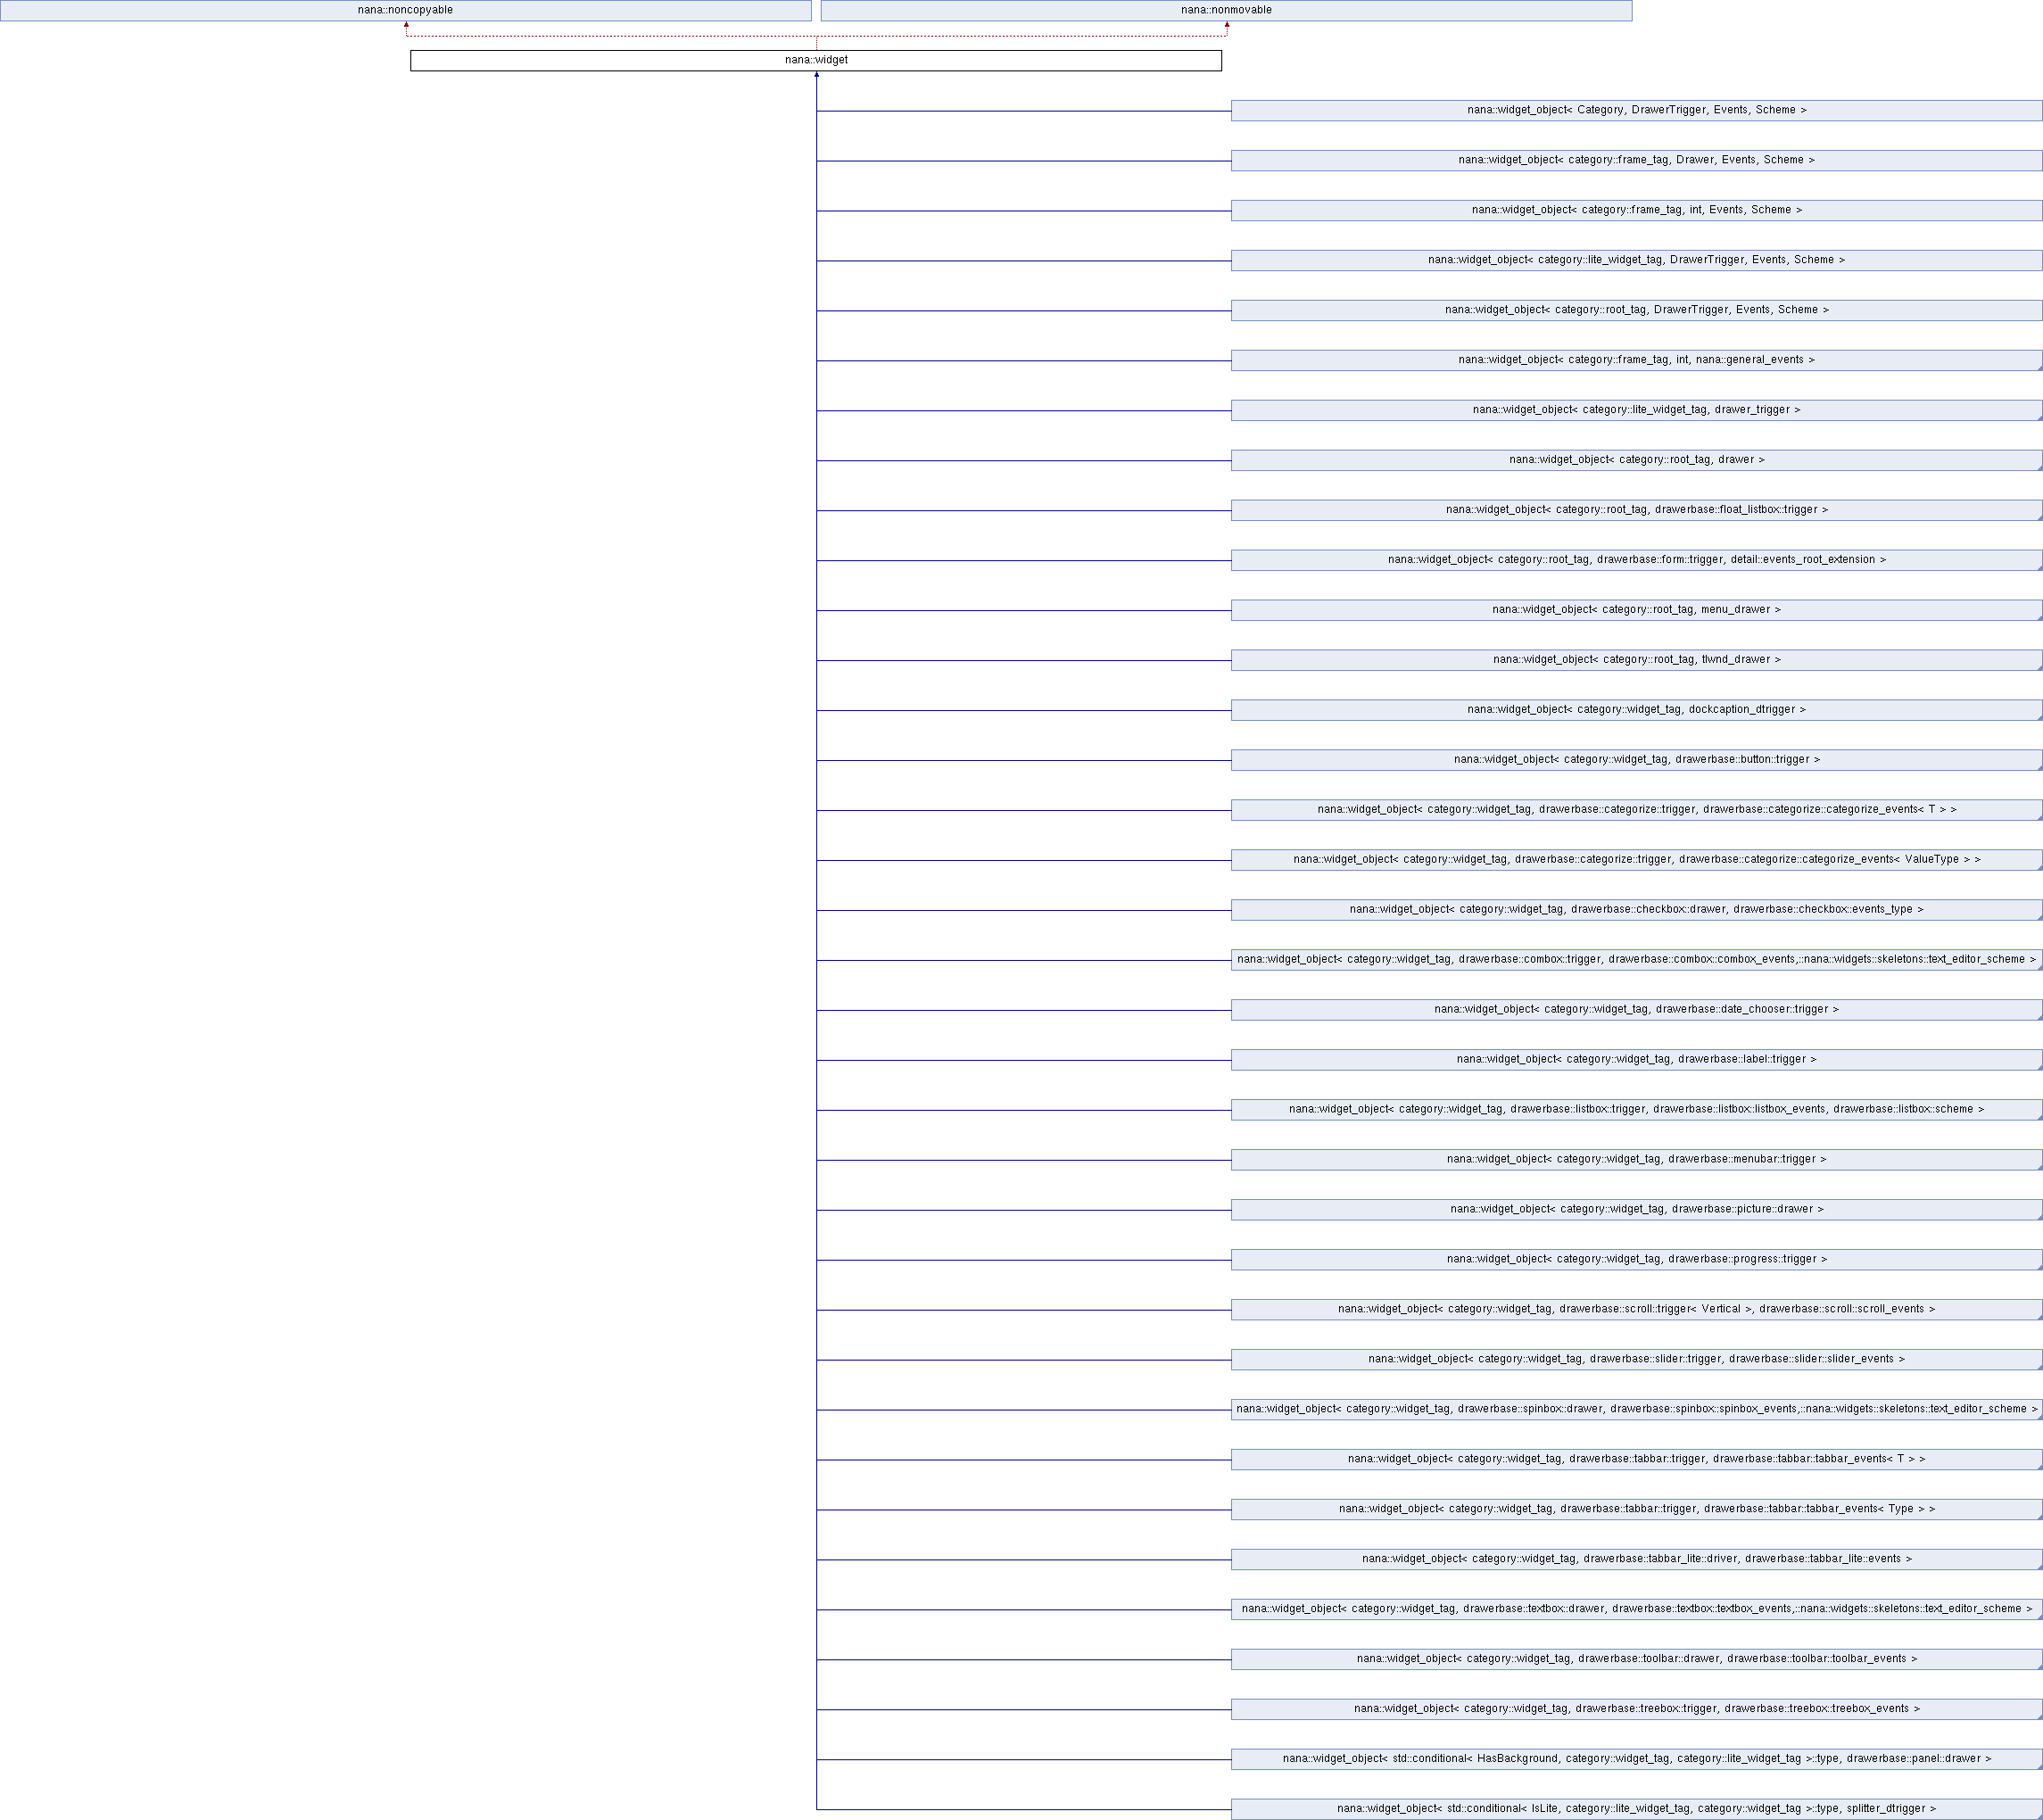 nana::noncopyable
nana::nonmovable
nana::widget
nana::widget_object< Category, DrawerTrigger, Events, Scheme >
nana::widget_object< category::frame_tag, Drawer, Events, Scheme >
nana::widget_object< category::frame_tag, int, Events, Scheme >
nana::widget_object< category::lite_widget_tag, DrawerTrigger, Events, Scheme >
nana::widget_object< category::root_tag, DrawerTrigger, Events, Scheme >
nana::widget_object< category::frame_tag, int, nana::general_events >
nana::widget_object< category::lite_widget_tag, drawer_trigger >
nana::widget_object< category::root_tag, drawer >
nana::widget_object< category::root_tag, drawerbase::float_listbox::trigger >
nana::widget_object< category::root_tag, drawerbase::form::trigger, detail::events_root_extension >
nana::widget_object< category::root_tag, menu_drawer >
nana::widget_object< category::root_tag, tlwnd_drawer >
nana::widget_object< category::widget_tag, dockcaption_dtrigger >
nana::widget_object< category::widget_tag, drawerbase::button::trigger >
nana::widget_object< category::widget_tag, drawerbase::categorize::trigger, drawerbase::categorize::categorize_events< T > >
nana::widget_object< category::widget_tag, drawerbase::categorize::trigger, drawerbase::categorize::categorize_events< ValueType > >
nana::widget_object< category::widget_tag, drawerbase::checkbox::drawer, drawerbase::checkbox::events_type >
nana::widget_object< category::widget_tag, drawerbase::combox::trigger, drawerbase::combox::combox_events,::nana::widgets::skeletons::text_editor_scheme >
nana::widget_object< category::widget_tag, drawerbase::date_chooser::trigger >
nana::widget_object< category::widget_tag, drawerbase::label::trigger >
nana::widget_object< category::widget_tag, drawerbase::listbox::trigger, drawerbase::listbox::listbox_events, drawerbase::listbox::scheme >
nana::widget_object< category::widget_tag, drawerbase::menubar::trigger >
nana::widget_object< category::widget_tag, drawerbase::picture::drawer >
nana::widget_object< category::widget_tag, drawerbase::progress::trigger >
nana::widget_object< category::widget_tag, drawerbase::scroll::trigger< Vertical >, drawerbase::scroll::scroll_events >
nana::widget_object< category::widget_tag, drawerbase::slider::trigger, drawerbase::slider::slider_events >
nana::widget_object< category::widget_tag, drawerbase::spinbox::drawer, drawerbase::spinbox::spinbox_events,::nana::widgets::skeletons::text_editor_scheme >
nana::widget_object< category::widget_tag, drawerbase::tabbar::trigger, drawerbase::tabbar::tabbar_events< T > >
nana::widget_object< category::widget_tag, drawerbase::tabbar::trigger, drawerbase::tabbar::tabbar_events< Type > >
nana::widget_object< category::widget_tag, drawerbase::tabbar_lite::driver, drawerbase::tabbar_lite::events >
nana::widget_object< category::widget_tag, drawerbase::textbox::drawer, drawerbase::textbox::textbox_events,::nana::widgets::skeletons::text_editor_scheme >
nana::widget_object< category::widget_tag, drawerbase::toolbar::drawer, drawerbase::toolbar::toolbar_events >
nana::widget_object< category::widget_tag, drawerbase::treebox::trigger, drawerbase::treebox::treebox_events >
nana::widget_object< std::conditional< HasBackground, category::widget_tag, category::lite_widget_tag >::type, drawerbase::panel::drawer >
nana::widget_object< std::conditional< IsLite, category::lite_widget_tag, category::widget_tag >::type, splitter_dtrigger >